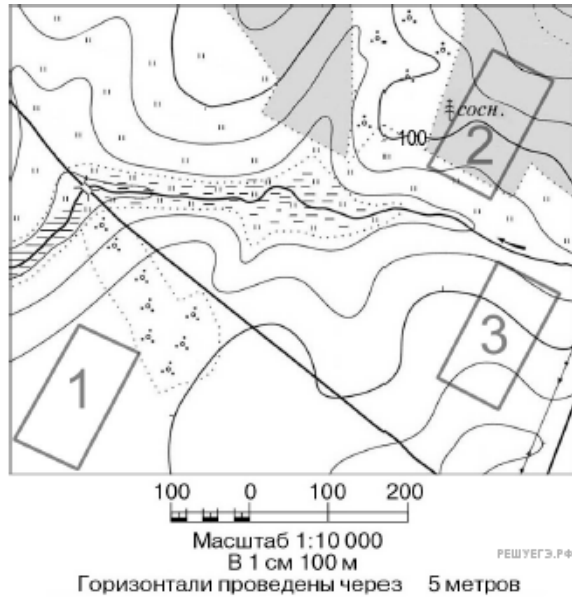 сосн.
100
2
3
1
100 0 100 200
Масштаб 1:10 000
В 1 см 100 м
РЕШУЕГЭ.РФ
Горизонтали проведены через 5 метров